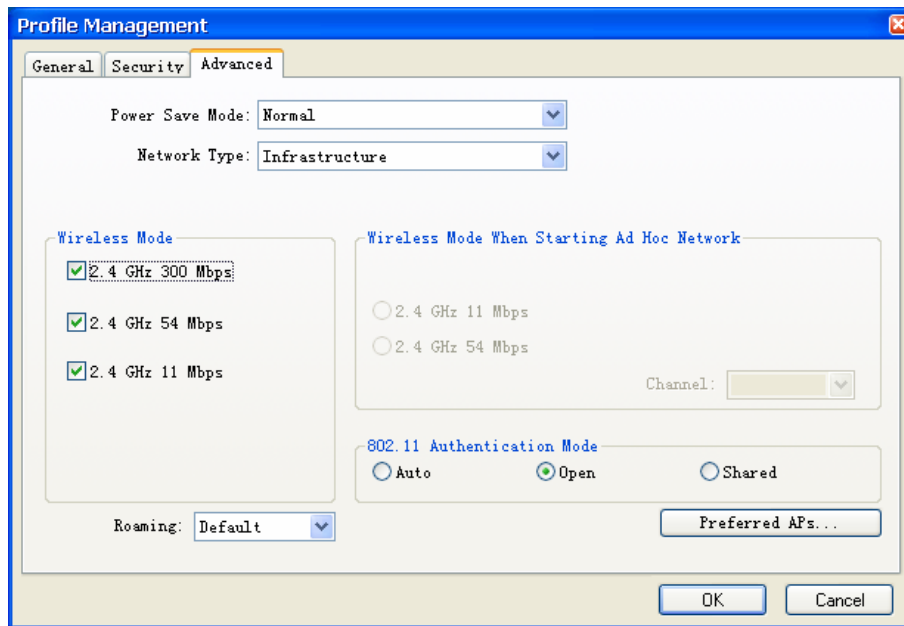 Profile Management
General Security Advanced
Power Save Mode: Normal
Network Type: Infrastructure
Wireless Mode
2.4 GHz 300 Mbps
2.4 GHz 54 Mbps
2.4 GHz 11 Mbps
Wireless Mode When Starting Ad Hoc Network
2.4 GHz 11 Mbps
2.4 GHz 54 Mbps
Channel:
802.11 Authentication Mode
Auto Open Shared
Roaming: Default
Preferred APs...
OK Cancel